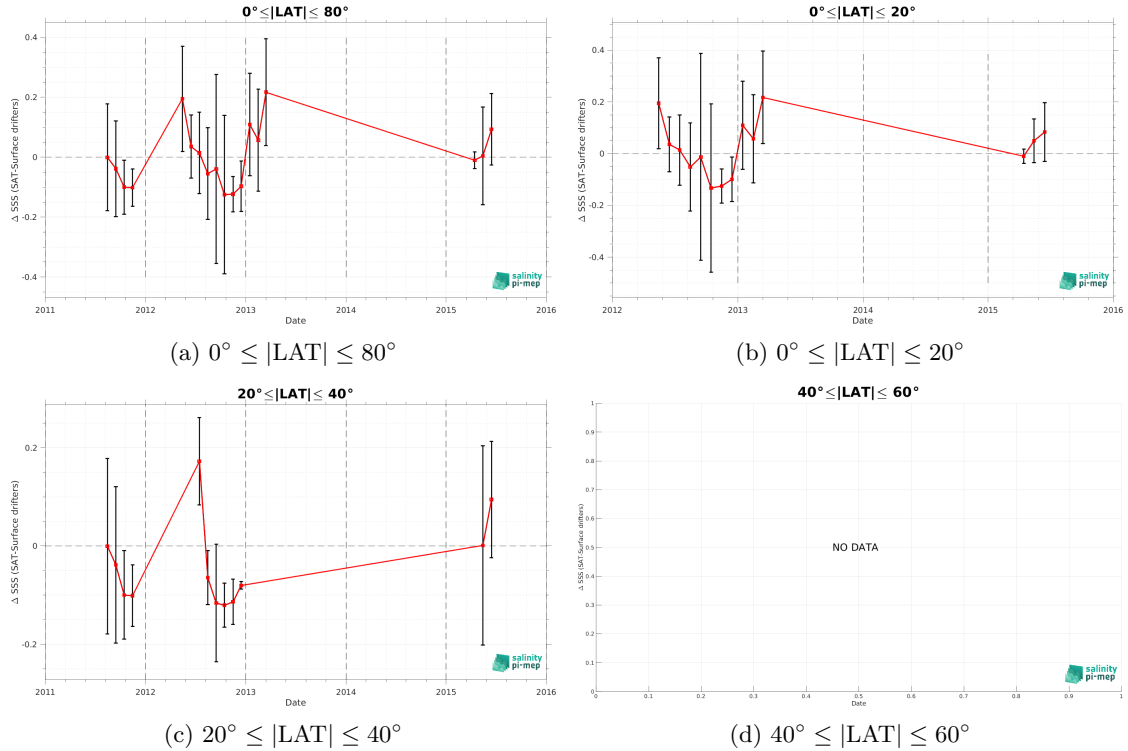 0°≤|LAT|≤ 80°
Δ SSS (SAT-Surface drifters)
0.4
0.2
0
-0.2
-0.4
2011 2012 2013 2014 2015 2016
Date
salinity
pi-mep
(a) 0° ≤ |LAT| ≤ 80°
0°≤|LAT|≤ 20°
Δ SSS (SAT-Surface drifters)
0.4
0.2
0
-0.2
-0.4
2012 2013 2014 2015 2016
Date
salinity
pi-mep
(b) 0° ≤ |LAT| ≤ 20°
20°≤|LAT|≤ 40°
Δ SSS (SAT-Surface drifters)
0.2
0
-0.2
2011 2012 2013 2014 2015 2016
Date
salinity
pi-mep
(c) 20° ≤ |LAT| ≤ 40°
40°≤|LAT|≤ 60°
Δ SSS (SAT-Surface drifters)
1
0.9
0.8
0.7
0.6
0.5
0.4
0.3
0.2
0.1
0
NO DATA
0 0.1 0.2 0.3 0.4 0.5 0.6 0.7 0.8 0.9 1
Date
salinity
pi-mep
(d) 40° ≤ |LAT| ≤ 60°